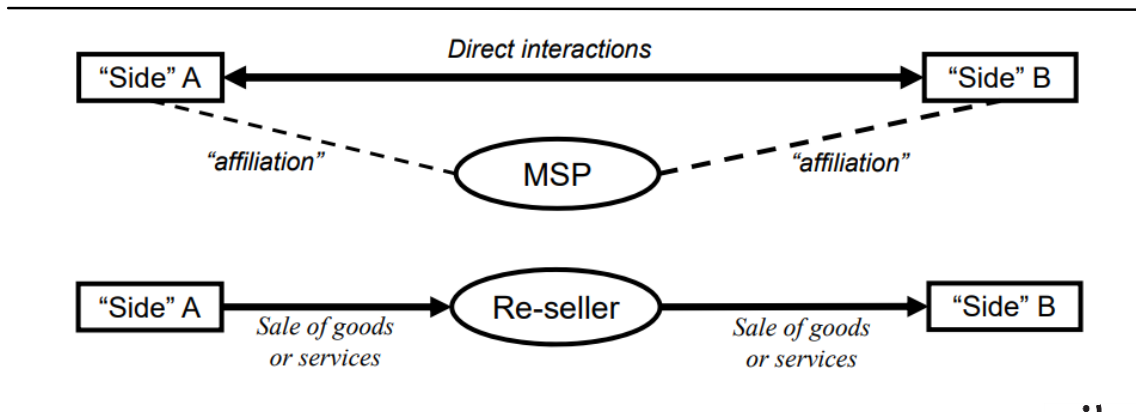 Direct interactions
“Side” A
“Side” B
“affiliation”
MSP
“affiliation”
“Side” A
Re-seller
“Side” B
Sale of goods
or services
Sale of goods
or services